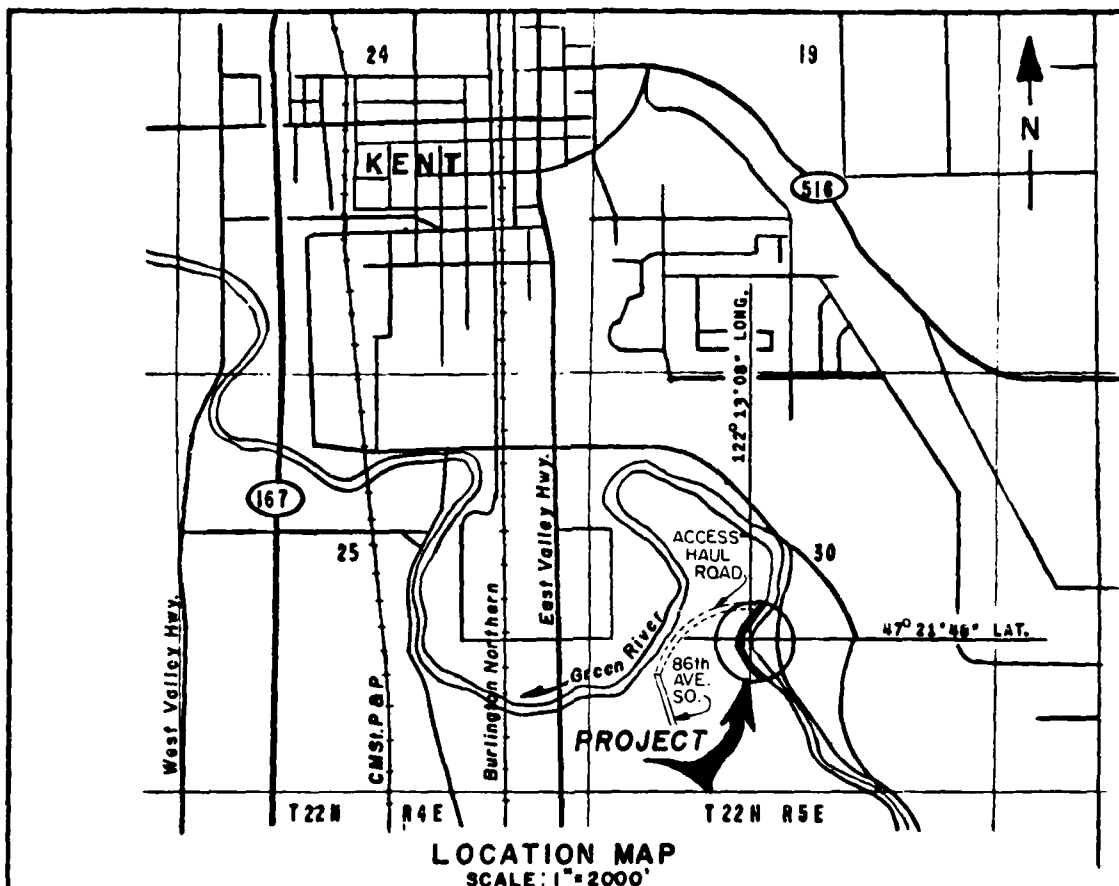 24
19
N
KENT
516
122° 13' 08" LONG.
167
ACCESS
HAUL
ROAD
25
30
West Valley Hwy.
CMSt. P & P.
Burlington Northern
East Valley Hwy.
Green River
47° 21' 46" LAT.
86th
AVE.
SO.
PROJECT
T22N R4E
T22N R5E
LOCATION MAP
SCALE: 1"=2000'